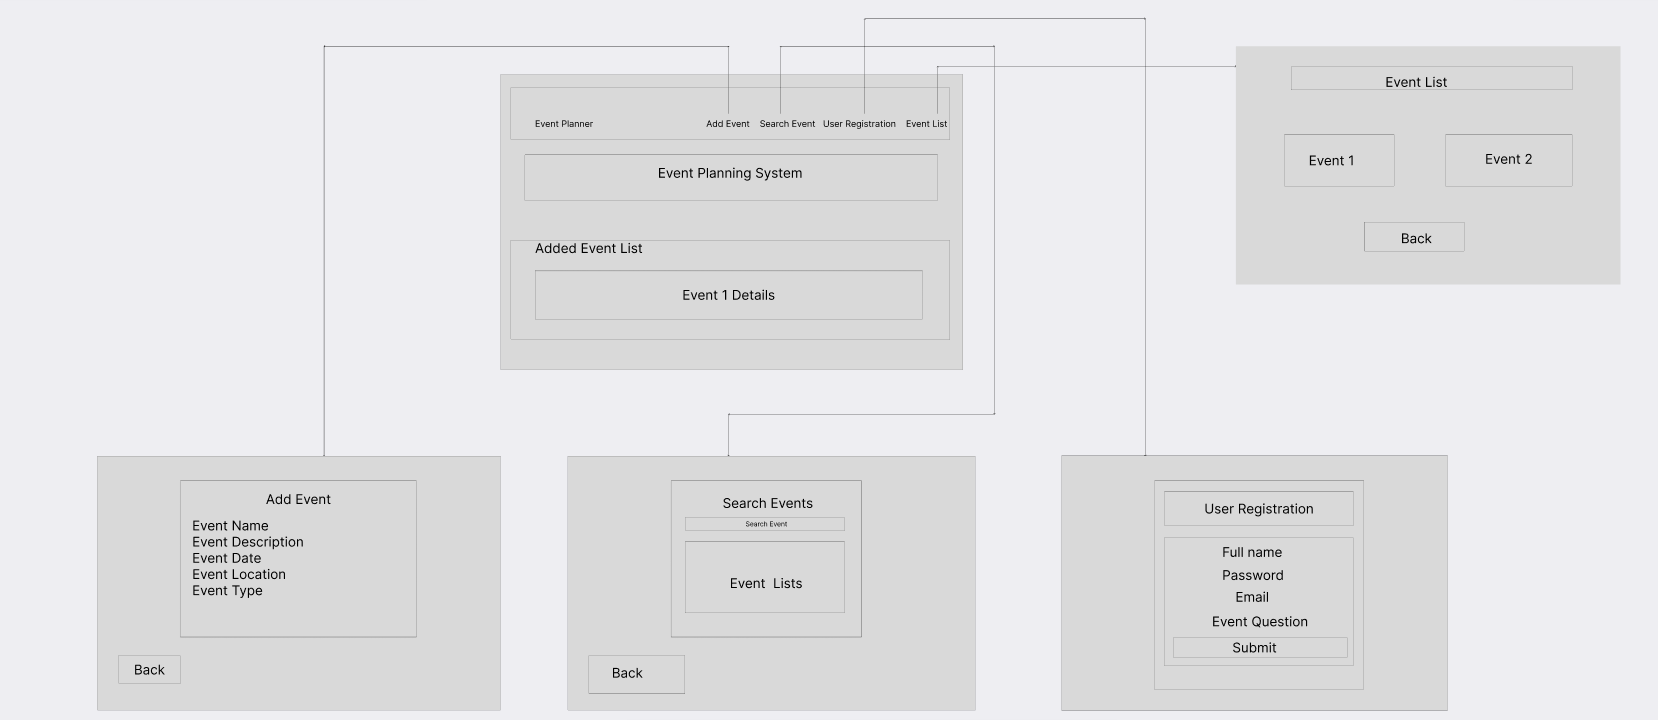 Event Planner
Add Event
Search Event
User Registration
Event List
Event Planning System
Added Event List
Event 1 Details
Event List
Event 1
Event 2
Back
Add Event
Event Name
Event Description
Event Date
Event Location
Event Type
Back
Search Events
Search Event
Event  Lists
Back
User Registration
Full name
Password
Email
Event Question
Submit